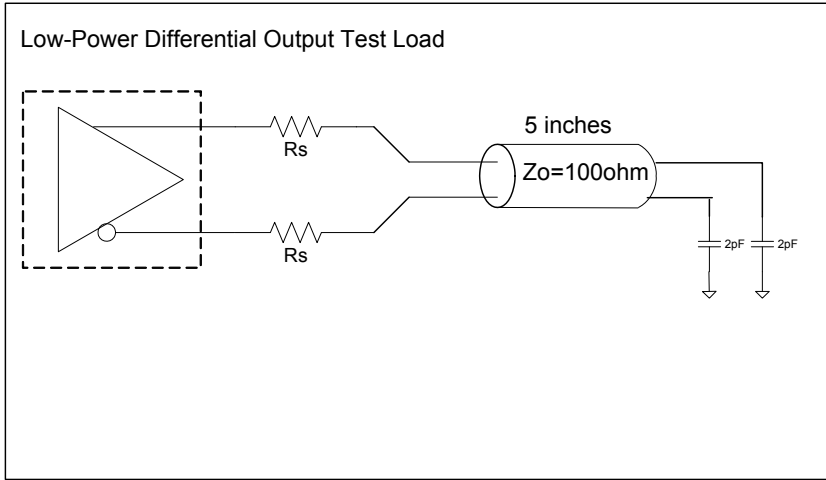 Low-Power Differential Output Test Load
Rs
5 inches
Zo=100ohm
Rs
2pF
2pF